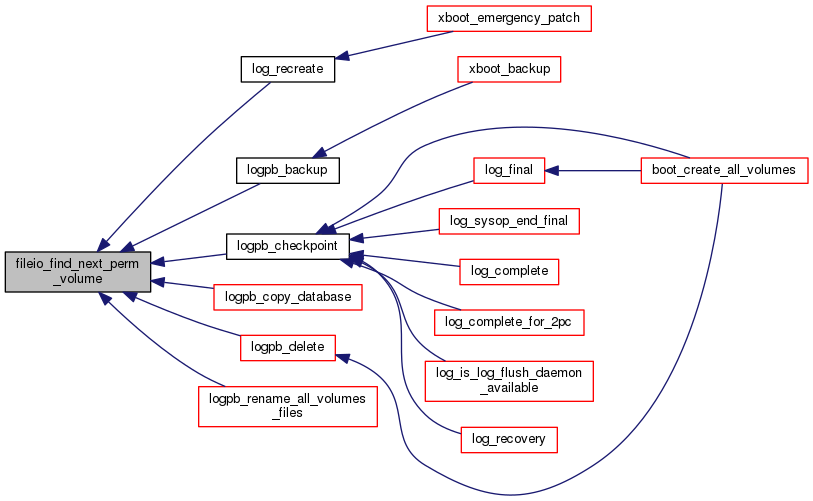 xboot_emergency_patch
log_recreate
xboot_backup
logpb_backup
log_final
boot_create_all_volumes
log_sysop_end_final
logpb_checkpoint
fileio_find_next_perm
_volume
log_complete
logpb_copy_database
log_complete_for_2pc
logpb_delete
log_is_log_flush_daemon
_available
logpb_rename_all_volumes
_files
log_recovery